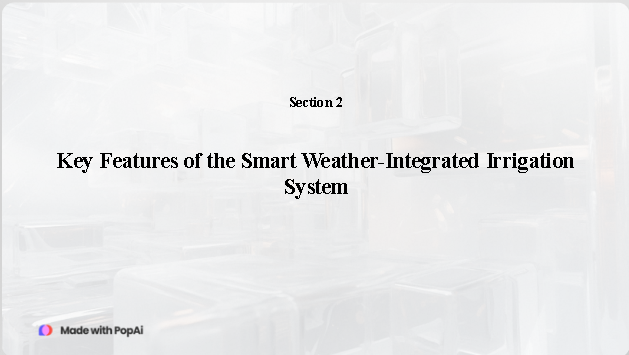 Section 2
Key Features of the Smart Weather-Integrated Irrigation
System
Made with PopAi